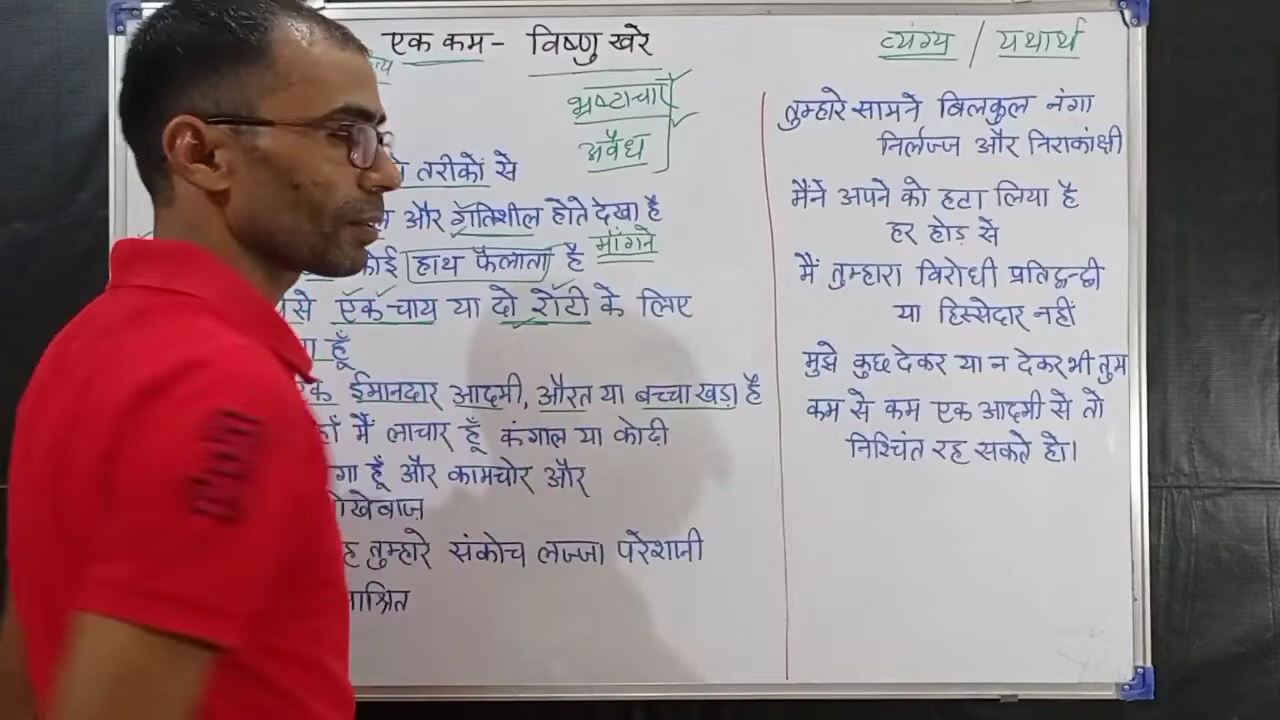 एक कम- विष्णु खरे
व्यंग्य / यथार्थ
भ्रष्टाचार
अवैध
तरीकों से
और गतिशील होते देखा है
मांगने
हाथ फैलाता है
एक चाय या दो रोटी के लिए
हूँ
ईमानदार आदमी, औरत या बच्चा खड़ा है
मैं लाचार हूँ कंगाल या कोढ़ी
हूँ और कामचोर और
तुम्हारे संकोच लज्जा परेशानी
तुम्हारे सामने बिलकुल नंगा
निर्लज्ज और निराकांक्षी
मैंने अपने को हटा लिया है
हर होड़ से
मैं तुम्हारा विरोधी प्रतिद्वन्द्वी
या हिस्सेदार नहीं
मुझे कुछ देकर या न देकर भी तुम
कम से कम एक आदमी से तो
निश्चिंत रह सकते हो।